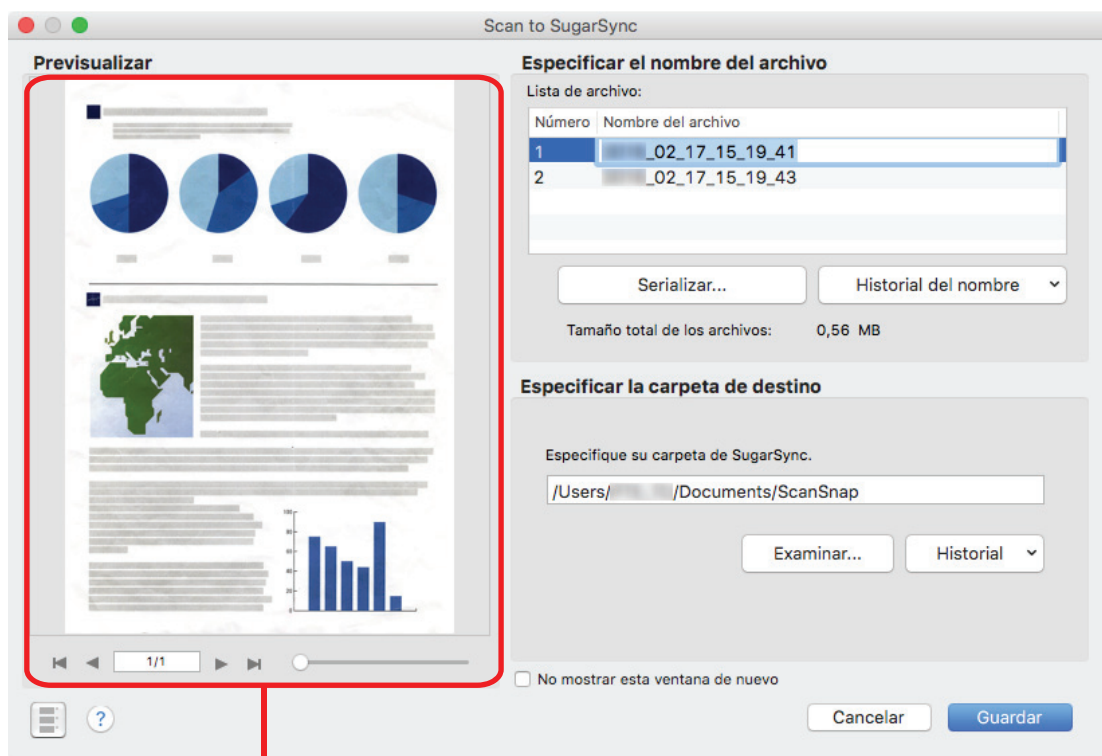 Scan to SugarSync
Previsualizar
1/1
Especificar el nombre del archivo
Lista de archivo:
Número Nombre del archivo
1 _02_17_15_19_41
2 _02_17_15_19_43
Serializar... Historial del nombre
Tamaño total de los archivos: 0,56 MB
Especificar la carpeta de destino
Especifique su carpeta de SugarSync.
/Users/ /Documents/ScanSnap
Examinar... Historial
No mostrar esta ventana de nuevo
? Cancelar Guardar